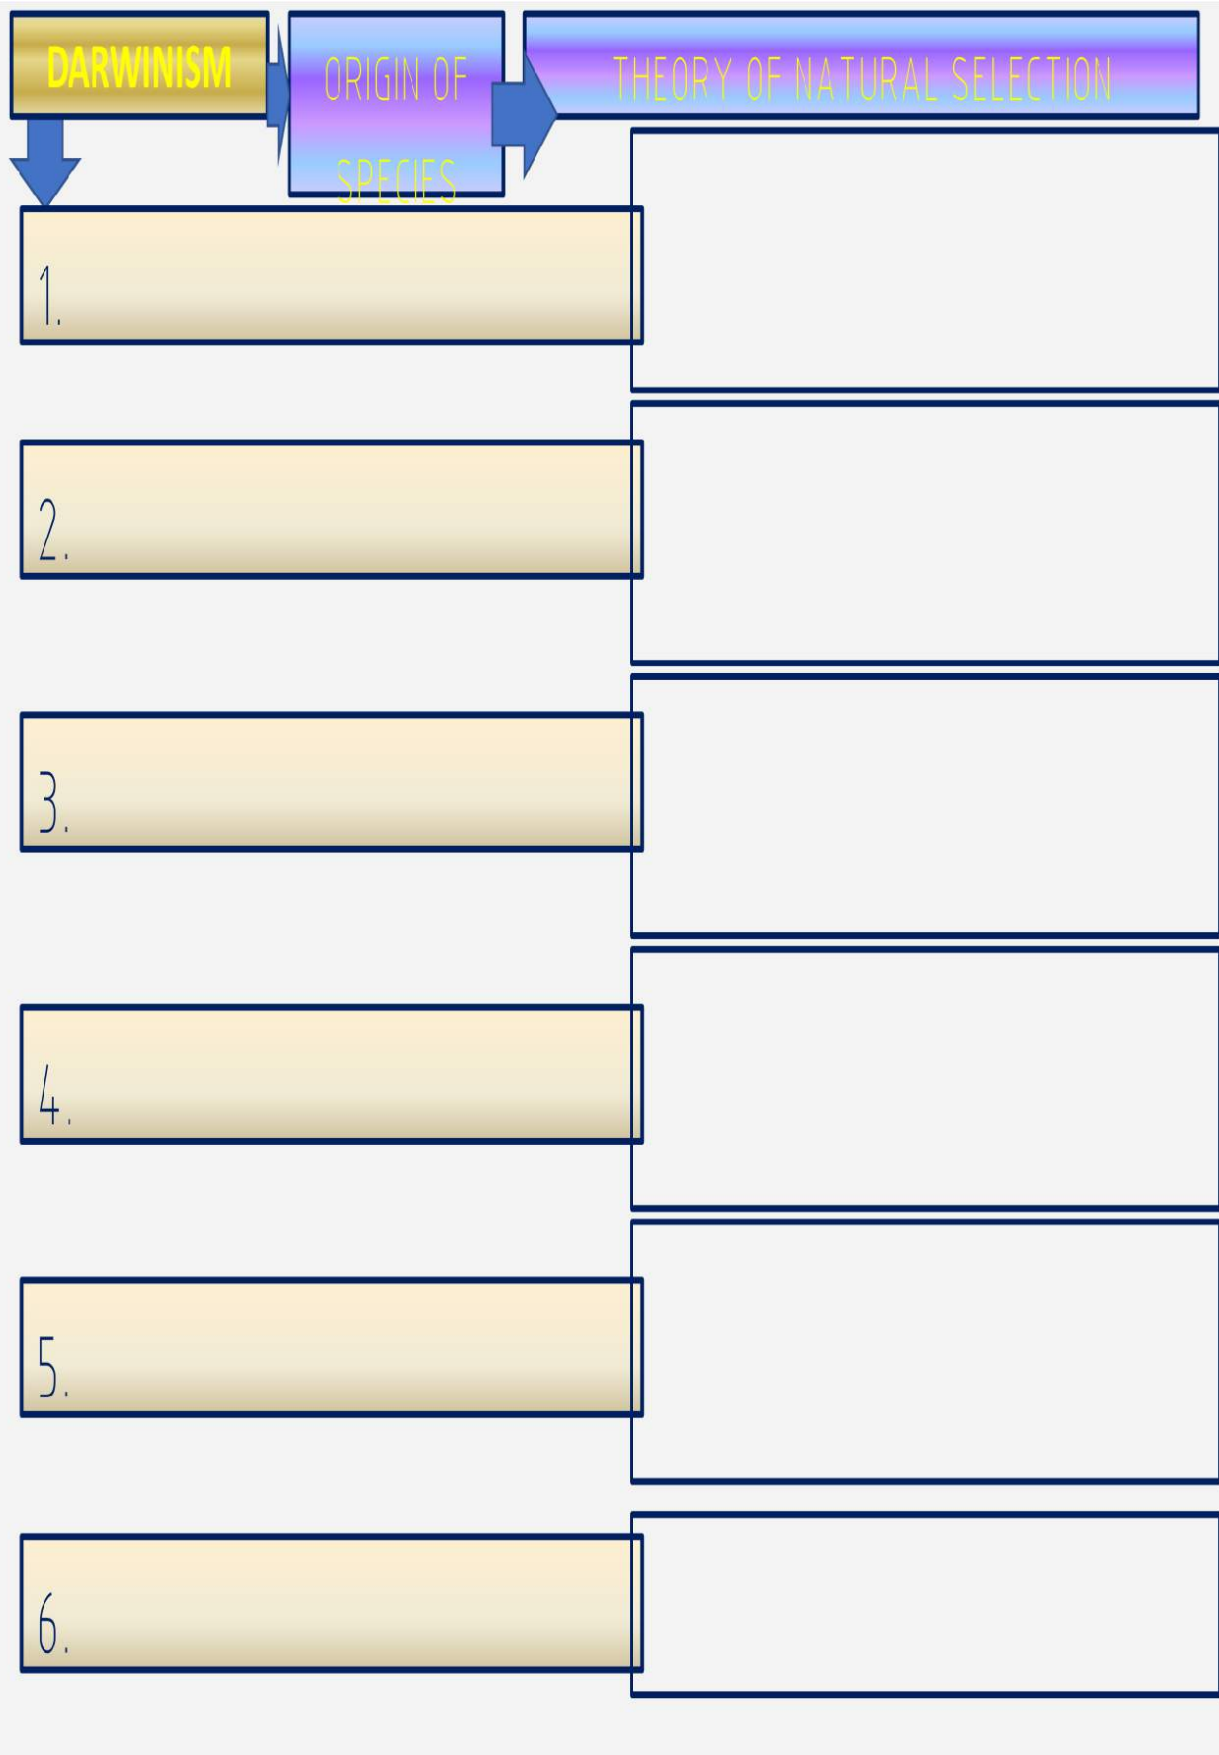 DARWINISM
ORIGIN OF
SPECIES
THEORY OF NATURAL SELECTION
1.
2.
3.
4.
5.
6.